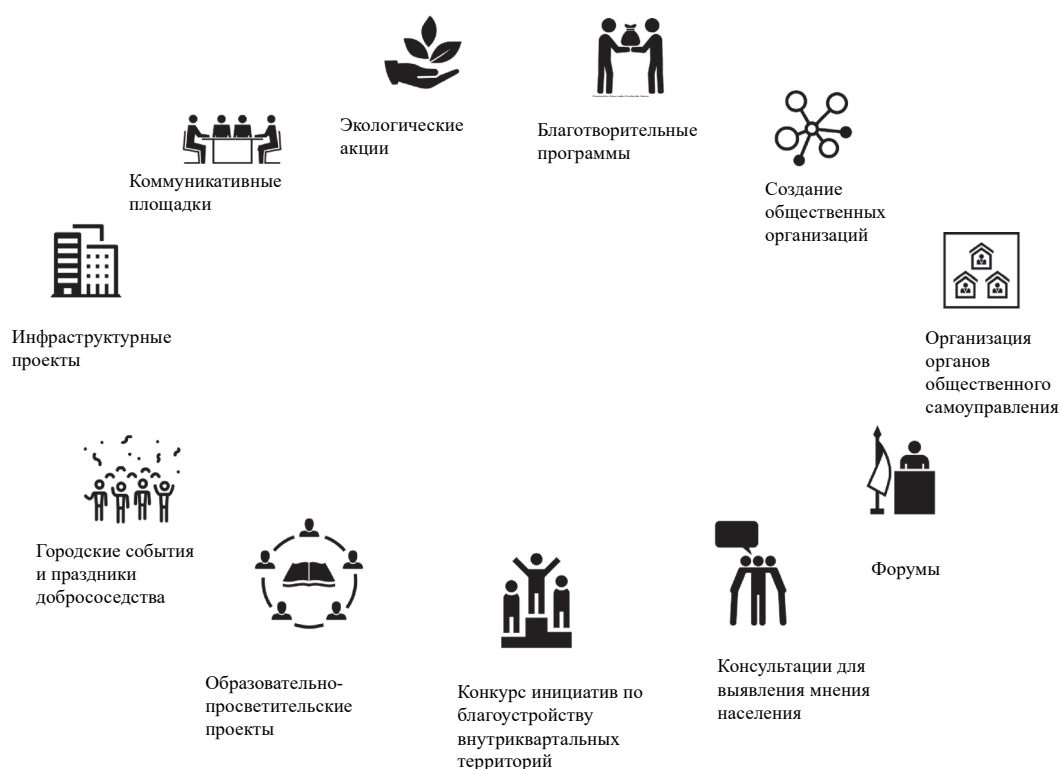 Экологические
акции
Благотворительные
программы
Коммуникативные
площадки
Создание
общественных
организаций
Инфраструктурные
проекты
Организация
органов
общественного
самоуправления
Городские события
и праздники
добрососедства
Форумы
Образовательно-
просветительские
проекты
Конкурс инициатив по
благоустройству
внутриквартальных
территорий
Консультации для
выявления мнения
населения